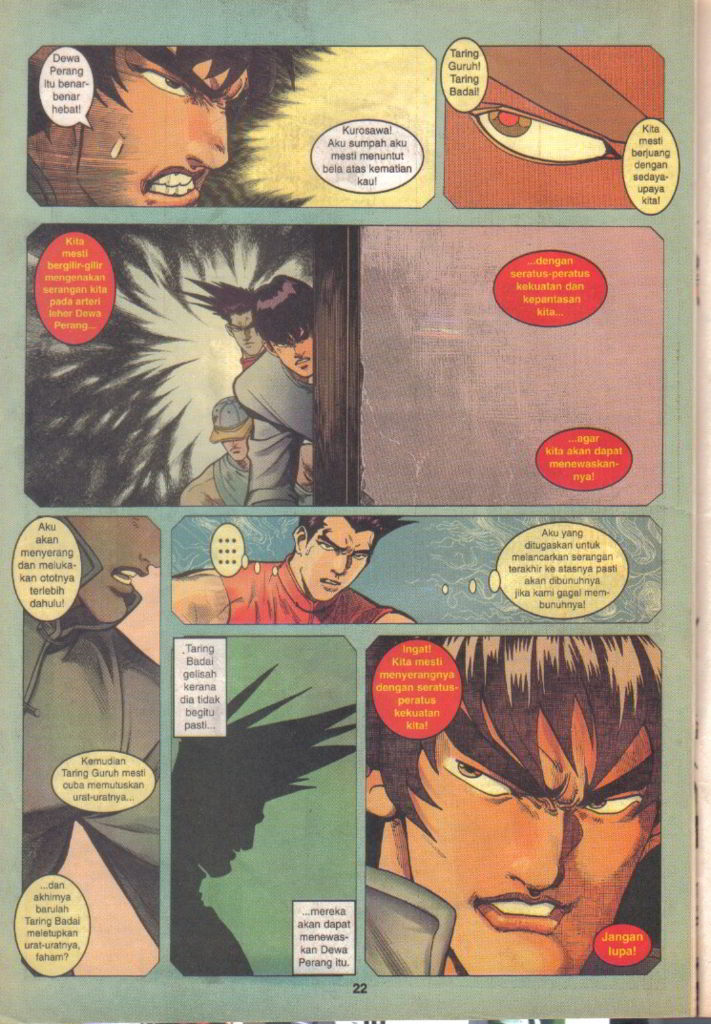 Dewa
Perang
itu benar-
benar
hebat!
Kurosawa!
Aku sumpah aku
mesti menuntut
bela atas kematian
kau!
Taring
Guruh!
Taring
Badai!
Kita
mesti
berjuang
dengan
sedaya-
upaya
kita!
Kita
mesti
bergilir-gilir
mengenakan
serangan kita
pada arteri
leher Dewa
Perang...
...dengan
seratus-peratus
kekuatan dan
kepantasan
kita...
...agar
kita akan dapat
menewaskan-
nya!
Aku
akan
menyerang
dan meluka-
kan ototnya
terlebih
dahulu!
Kemudian
Taring Guruh mesti
cuba memutuskan
urat-uratnya...
...dan
akhirnya
barulah
Taring Badai
meletupkan
urat-uratnya,
faham?
Aku yang
ditugaskan untuk
melancarkan serangan
terakhir ke atasnya pasti
akan dibunuhnya
jika kami gagal mem-
bunuhnya!
Taring
Badai
gelisah
kerana
dia tidak
begitu
pasti...
...mereka
akan dapat
menewas-
kan Dewa
Perang itu.
Ingat!
Kita mesti
menyerangnya
dengan seratus-
peratus
kekuatan
kita!
Jangan
lupa!
22